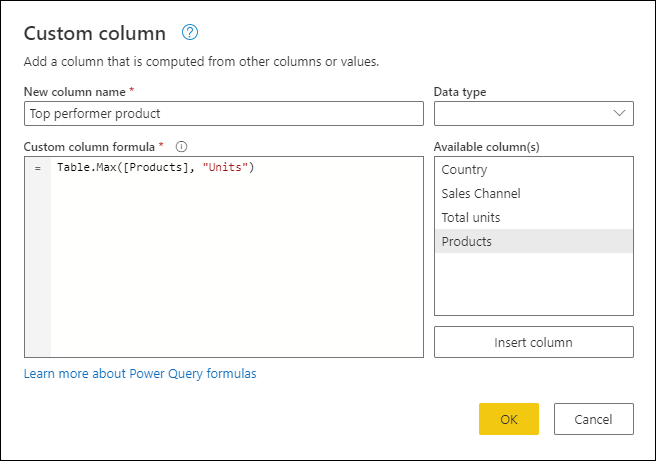 Custom column
Add a column that is computed from other columns or values.
New column name *
Data type
Top performer product
Custom column formula *
Available column(s)
= Table.Max([Products], "Units")
Country
Sales Channel
Total units
Products
Insert column
Learn more about Power Query formulas
OK
Cancel